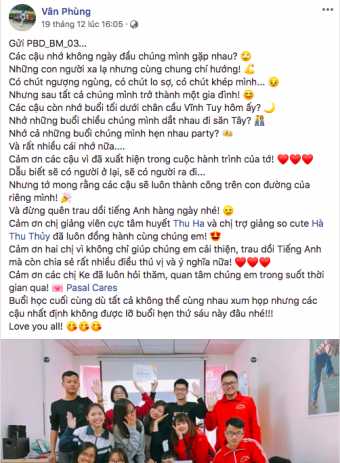 Vân Phùng
19 tháng 12 lúc 16:05 ·
Gửi PBD_BM_03...
Các cậu nhớ không ngày đầu chúng mình gặp nhau? 🙄
Những con người xa lạ nhưng cùng chung chí hướng! 💪
Có chút ngượng ngùng, có chút lo sợ, có chút khép mình... 😣
Nhưng sau tất cả chúng mình trở thành một gia đình! 😆
Các cậu còn nhớ buổi tối dưới chân cầu Vĩnh Tuy hôm ấy? 🌙
Nhớ những buổi chiều chúng mình dắt nhau đi săn Tây? 👫
Nhớ cả những buổi chúng mình hẹn nhau party? 🍻
Và rất nhiều cái nhớ nữa....
Cảm ơn các cậu vì đã xuất hiện trong cuộc hành trình của tớ! ❤️❤️❤️
Dẫu biết sẽ có người ở lại, sẽ có người ra đi...
Nhưng tớ mong rằng các cậu sẽ luôn thành công trên con đường của
riêng mình! 🎉
Và đừng quên trau dồi tiếng Anh hàng ngày nhé! 😉
Cảm ơn chị giảng viên cực tâm huyết Thu Ha và chị trợ giảng so cute Hà
Thu Thủy đã luôn đồng hành cùng chúng em! 😍
Cảm ơn hai chị vì không chỉ giúp chúng em cải thiện, trau dồi Tiếng Anh
mà còn chia sẻ rất nhiều điều thú vị và ý nghĩa nữa! ❤️❤️❤️
Cảm ơn các chị Ke đã luôn hỏi thăm, quan tâm chúng em trong suốt thời
gian qua! 💌 Pasal Cares
Buổi học cuối cùng dù tất cả không thể cùng nhau xum họp nhưng các
cậu nhất định không được lỡ buổi hẹn thứ sáu này đâu nhé!!!
Love you all! 😘😘😘